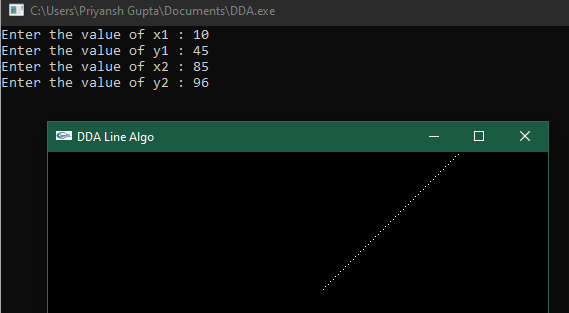 C:\Users\Priyansh Gupta\Documents\DDA.exe
Enter the value of x1 : 10
Enter the value of y1 : 45
Enter the value of x2 : 85
Enter the value of y2 : 96
DDA Line Algo